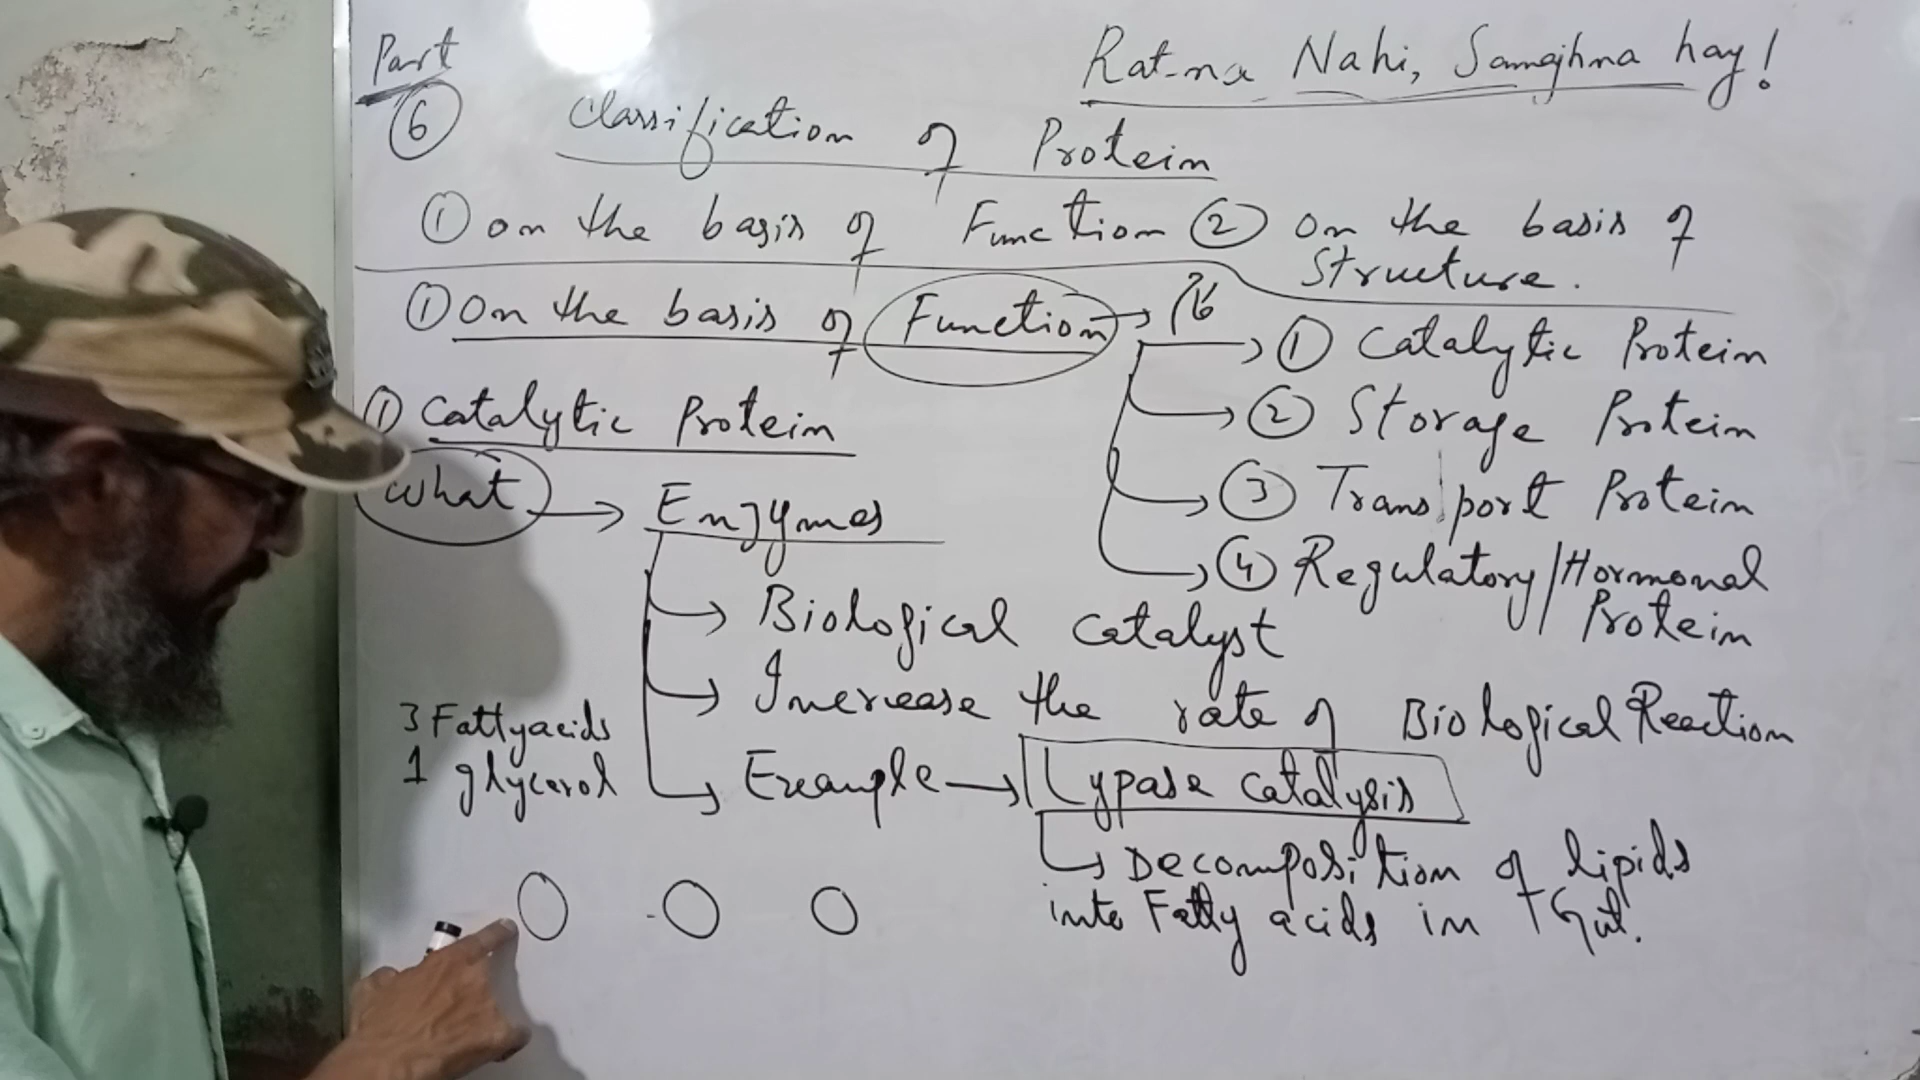 Part
6
Rat-na Nahi, Samajhna hay!
Classification of Protein
① on the basis of Function ② on the basis of
Structure.
① On the basis of Function →
→ ① Catalytic Protein
→ ② Storage Protein
→ ③ Transport Protein
→ ④ Regulatory/Hormonal
Protein
① Catalytic Protein
What → Enzymes
→ Biological catalyst
→ Increase the rate of Biological Reaction
→ Example → Lypase catalysis
→ Decomposition of lipids
into Fatty acids in Gut.
3 Fattyacids
1 glycerol